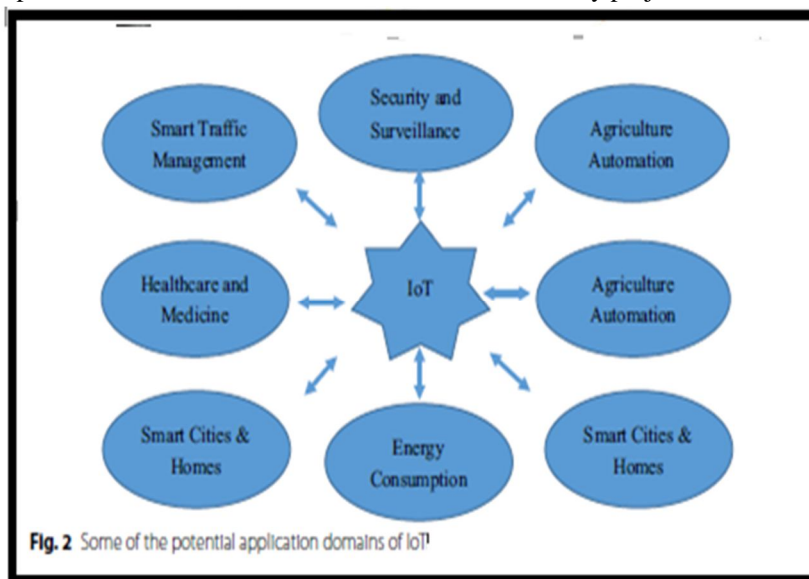 Security and
Surveillance
Smart Traffic
Management
Agriculture
Automation
Healthcare and
Medicine
IoT
Agriculture
Automation
Smart Cities &
Homes
Energy
Consumption
Smart Cities &
Homes
Fig. 2 Some of the potential application domains of IoT¹